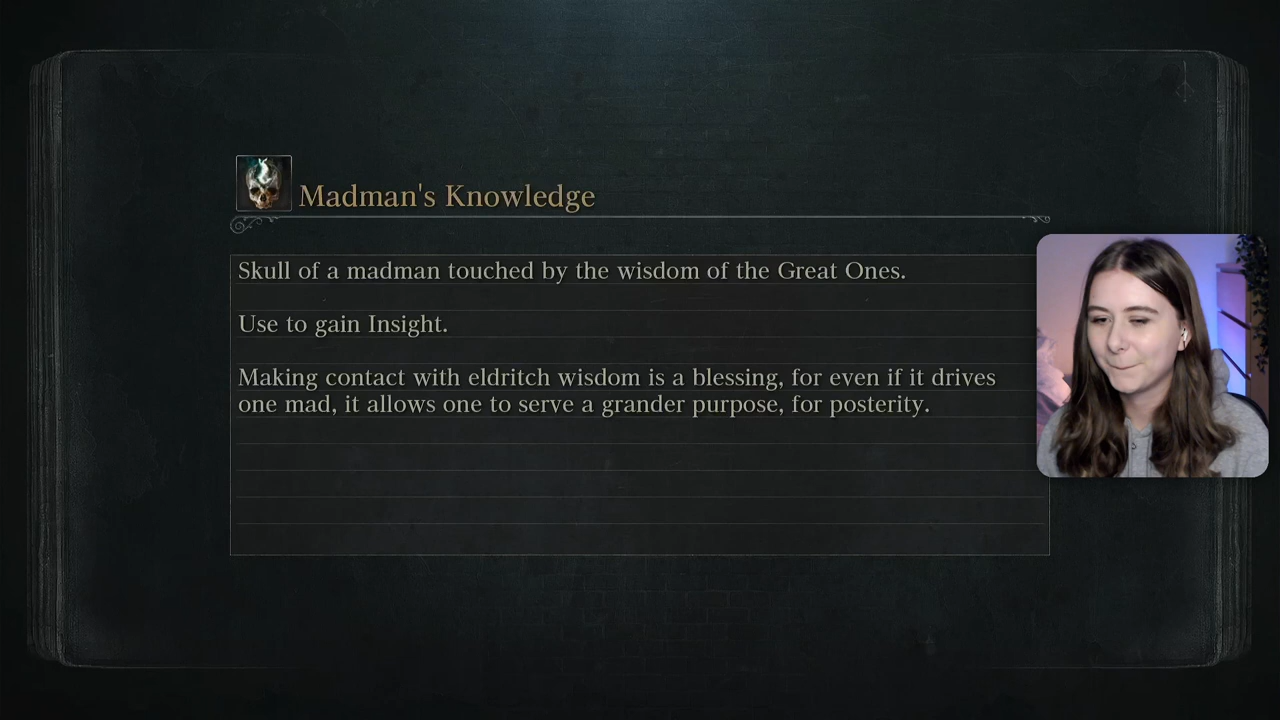 Madman's Knowledge
Skull of a madman touched by the wisdom of the Great Ones.
Use to gain Insight.
Making contact with eldritch wisdom is a blessing, for even if it drives
one mad, it allows one to serve a grander purpose, for posterity.